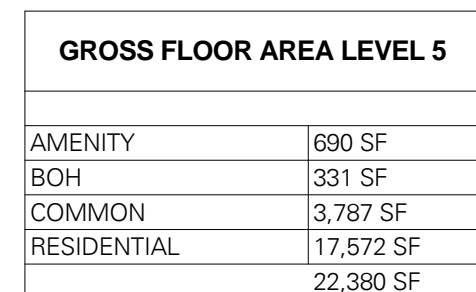 GROSS FLOOR AREA LEVEL 5
AMENITY 690 SF
BOH 331 SF
COMMON 3,787 SF
RESIDENTIAL 17,572 SF
22,380 SF